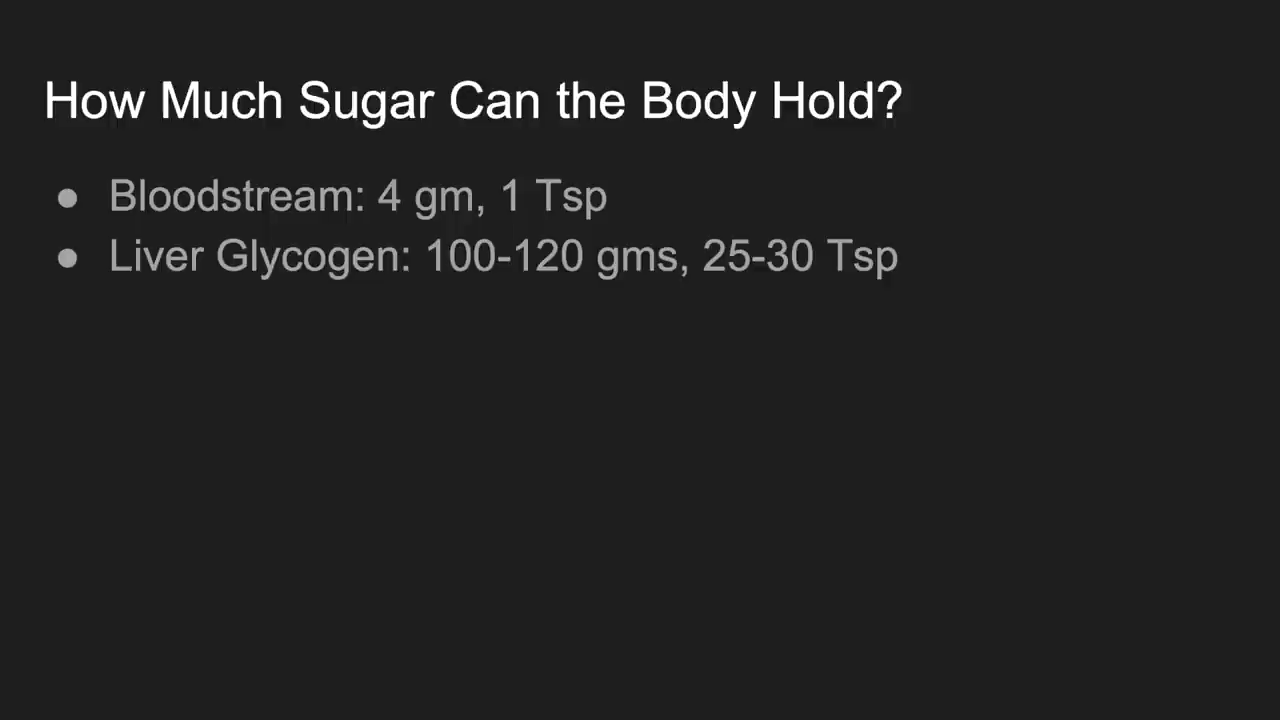 How Much Sugar Can the Body Hold?
● Bloodstream: 4 gm, 1 Tsp
● Liver Glycogen: 100-120 gms, 25-30 Tsp